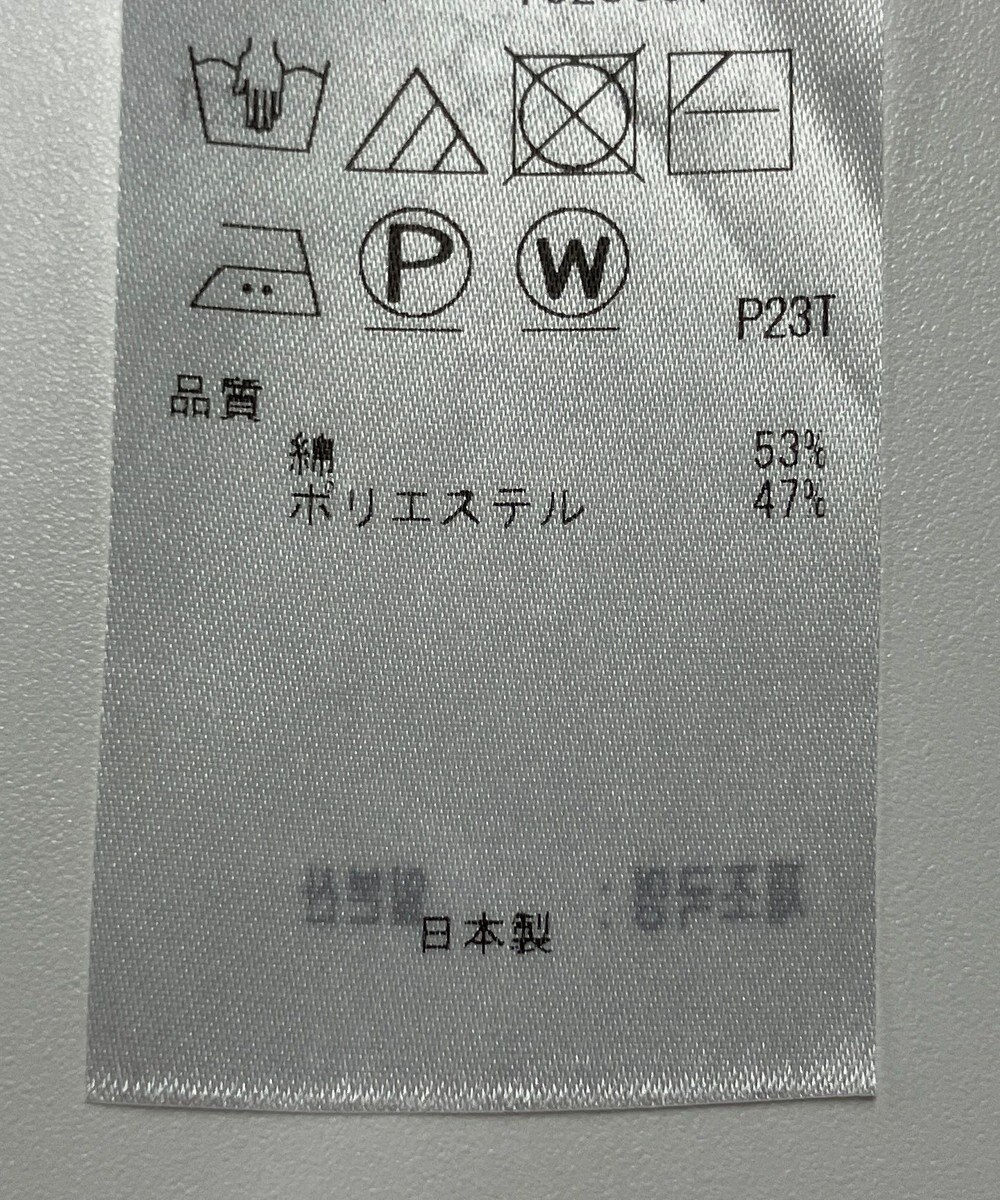 P
W
P23T
品質
綿 53%
ポリエステル 47%
日本製